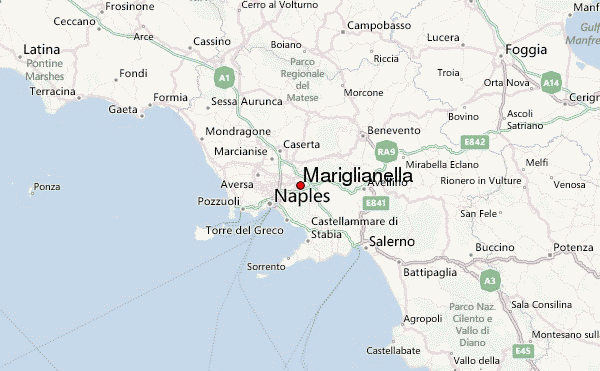 Frosinone
Cerro al Volturno
Manf
Ceccano
Arce
Campobasso
Latina
Cassino
Boiano
Lucera
Foggia
Gulf
Manfre
Pontine
Marshes
Fondi
A1
Parco
Regionale
del
Matese
Riccia
Troia
Orta Nova
A14
Terracina
Formia
Gaeta
Sessa Aurunca
Morcone
Bovino
Ascoli
Satriano
Cerign
Mondragone
Benevento
Caserta
E842
Marcianise
RA9
Mirabella Eclano
Melfi
Venosa
Mariglianella
Aversa
Avellino
Rionero in Vulture
Ponza
Naples
Pozzuoli
E841
San Fele
Castellammare di
Stabia
Torre del Greco
Salerno
Buccino
Potenza
Sorrento
Battipaglia
A3
Parco Naz.
Cilento e
Vallo di
Diano
Sala Consilina
Agropoli
Montesano sull
Castellabate
E45
Vallo della